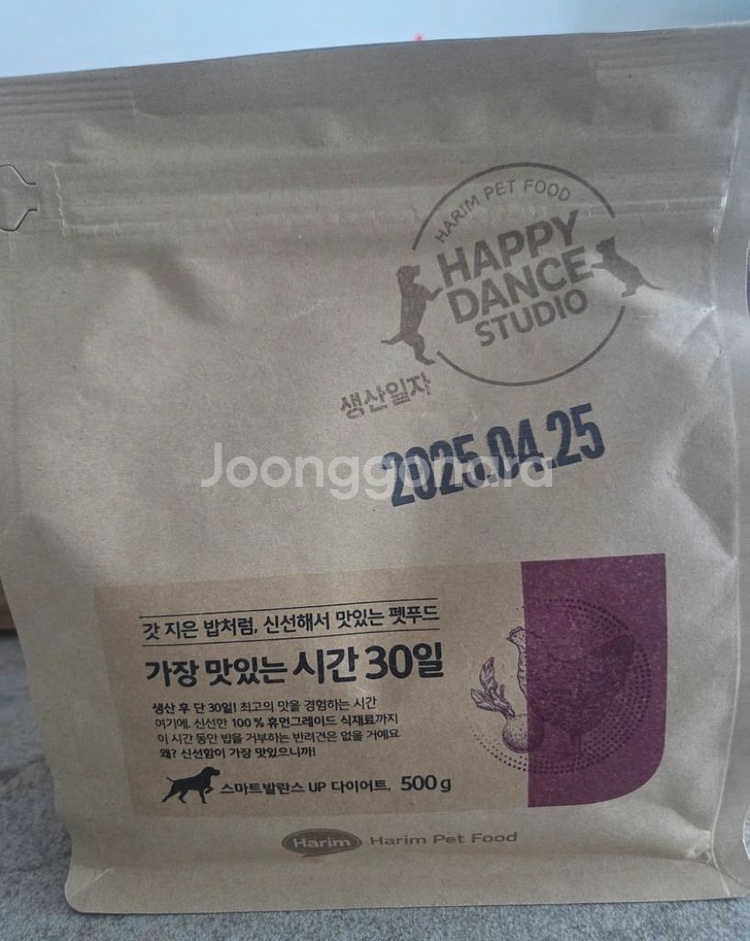 HARIM PET FOOD
HAPPY
DANCE
STUDIO
생산일자
2025.04.25
Joonggonara
갓 지은 밥처럼, 신선해서 맛있는 펫푸드
가장 맛있는 시간 30일
생산 후 단 30일! 최고의 맛을 경험하는 시간
여기에, 신선한 100 % 휴먼그레이드 식재료까지
이 시간 동안 밥을 거부하는 반려견은 없을 거예요
왜? 신선함이 가장 맛있으니까!
스마트발란스 UP 다이어트, 500 g
Harim Harim Pet Food